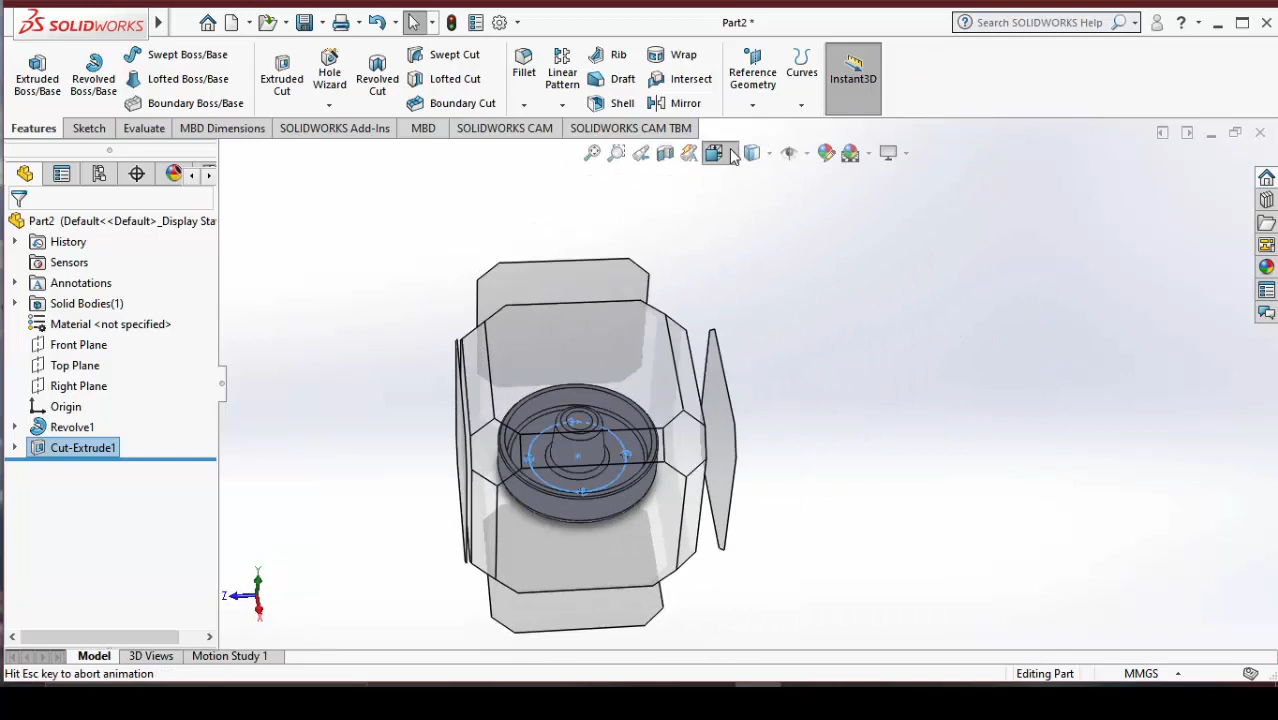 SOLIDWORKS
Part2 *
Search SOLIDWORKS Help
Extruded Boss/Base
Revolved Boss/Base
Swept Boss/Base
Lofted Boss/Base
Boundary Boss/Base
Extruded Cut
Hole Wizard
Revolved Cut
Swept Cut
Lofted Cut
Boundary Cut
Fillet
Linear Pattern
Rib
Draft
Shell
Wrap
Intersect
Mirror
Reference Geometry
Curves
Instant3D
Features
Sketch
Evaluate
MBD Dimensions
SOLIDWORKS Add-Ins
MBD
SOLIDWORKS CAM
SOLIDWORKS CAM TBM
Part2 (Default<<Default>_Display Sta
History
Sensors
Annotations
Solid Bodies(1)
Material <not specified>
Front Plane
Top Plane
Right Plane
Origin
Revolve1
Cut-Extrude1
Y
Z
X
Model
3D Views
Motion Study 1
Hit Esc key to abort animation
Editing Part
MMGS